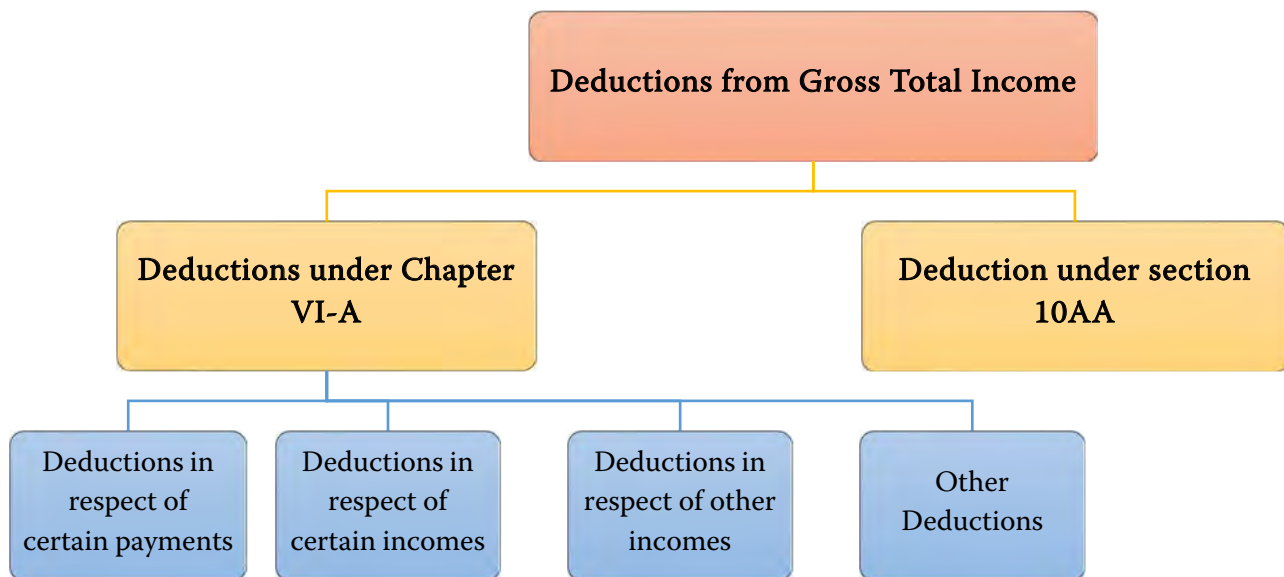 Deductions from Gross Total Income
Deductions under Chapter
VI-A
Deduction under section
10AA
Deductions in
respect of
certain payments
Deductions in
respect of
certain incomes
Deductions in
respect of other
incomes
Other
Deductions